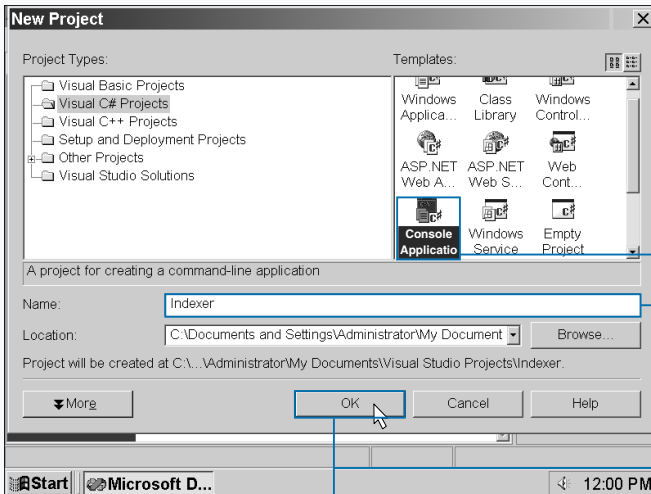 New Project
Project Types:
Templates:
Visual Basic Projects
Visual C# Projects
Visual C++ Projects
Setup and Deployment Projects
Other Projects
Visual Studio Solutions
Windows Applica...
Class Library
Windows Control...
ASP.NET Web A...
ASP.NET Web S...
Web Cont...
Console Applicatio
Windows Service
Empty Project
A project for creating a command-line application
Name:
Indexer
Location:
C:\Documents and Settings\Administrator\My Document
Browse...
Project will be created at C:\...\Administrator\My Documents\Visual Studio Projects\Indexer.
More
OK
Cancel
Help
Start
Microsoft D...
12:00 PM